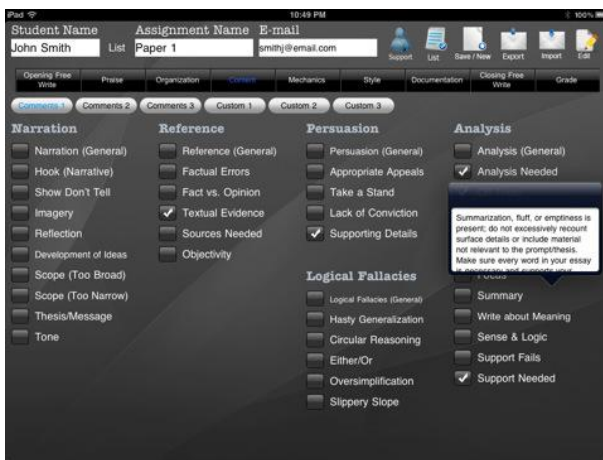 iPad
10:49 PM
100%
Student Name
Assignment Name
E-mail
John Smith
List
Paper 1
smithj@email.com
Support
List
Save / New
Export
Import
Edit
Opening Free Write
Praise
Organization
Content
Mechanics
Style
Documentation
Closing Free Write
Grade
Comments 1
Comments 2
Comments 3
Custom 1
Custom 2
Custom 3
Narration
Narration (General)
Hook (Narrative)
Show Don't Tell
Imagery
Reflection
Development of Ideas
Scope (Too Broad)
Scope (Too Narrow)
Thesis/Message
Tone
Reference
Reference (General)
Factual Errors
Fact vs. Opinion
Textual Evidence
Sources Needed
Objectivity
Persuasion
Persuasion (General)
Appropriate Appeals
Take a Stand
Lack of Conviction
Supporting Details
Logical Fallacies
Logical Fallacies (General)
Hasty Generalization
Circular Reasoning
Either/Or
Oversimplification
Slippery Slope
Analysis
Analysis (General)
Analysis Needed
Summarization, fluff, or emptiness is
present; do not excessively recount
surface details or include material
not relevant to the prompt/thesis.
Make sure every word in your essay
is necessary and supports your
Focus
Summary
Write about Meaning
Sense & Logic
Support Fails
Support Needed